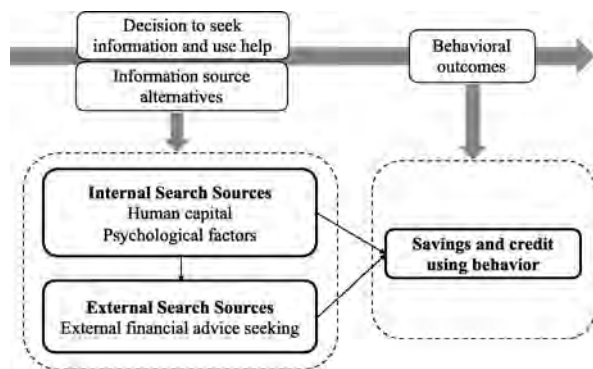 Decision to seek
information and use help
Information source
alternatives
Behavioral
outcomes
Internal Search Sources
Human capital
Psychological factors
External Search Sources
External financial advice seeking
Savings and credit
using behavior